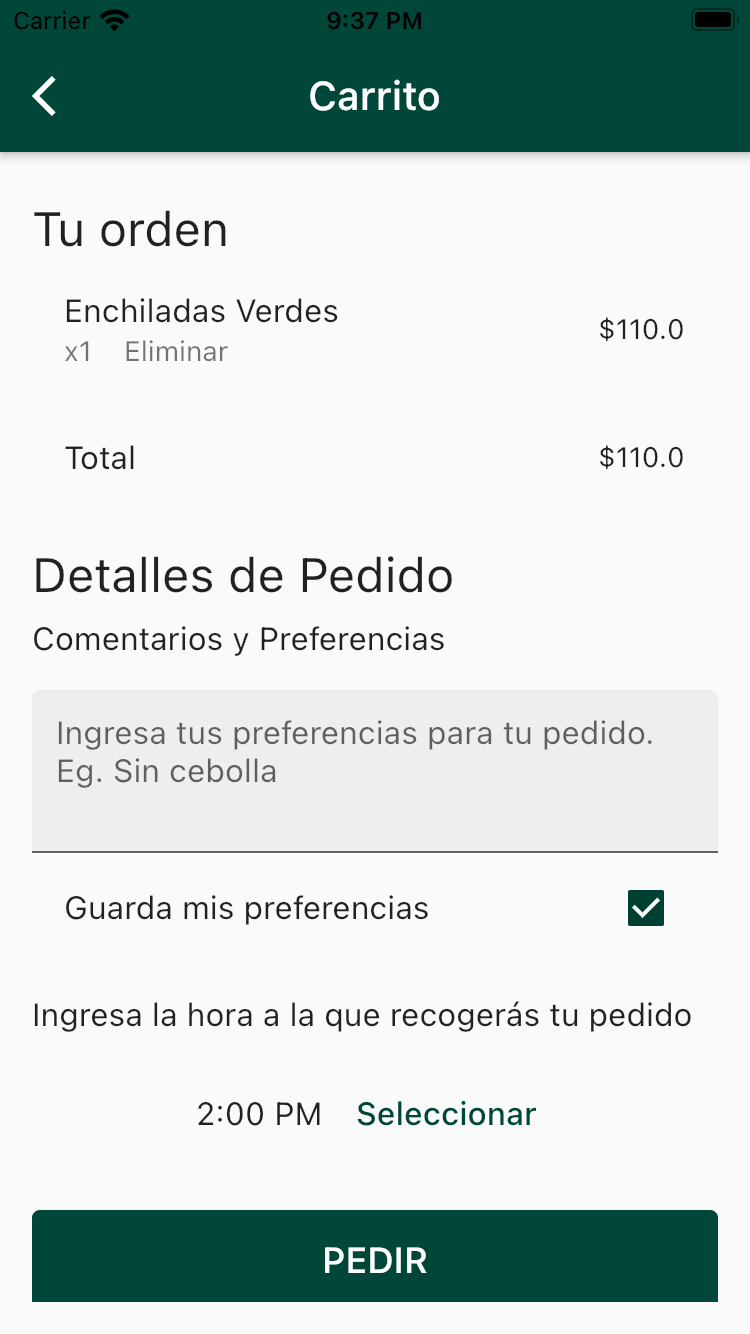 Carrier 9:37 PM
Carrito
Tu orden
Enchiladas Verdes
$110.0
x1 Eliminar
Total $110.0
Detalles de Pedido
Comentarios y Preferencias
Ingresa tus preferencias para tu pedido.
Eg. Sin cebolla
Guarda mis preferencias
Ingresa la hora a la que recogerás tu pedido
2:00 PM Seleccionar
PEDIR